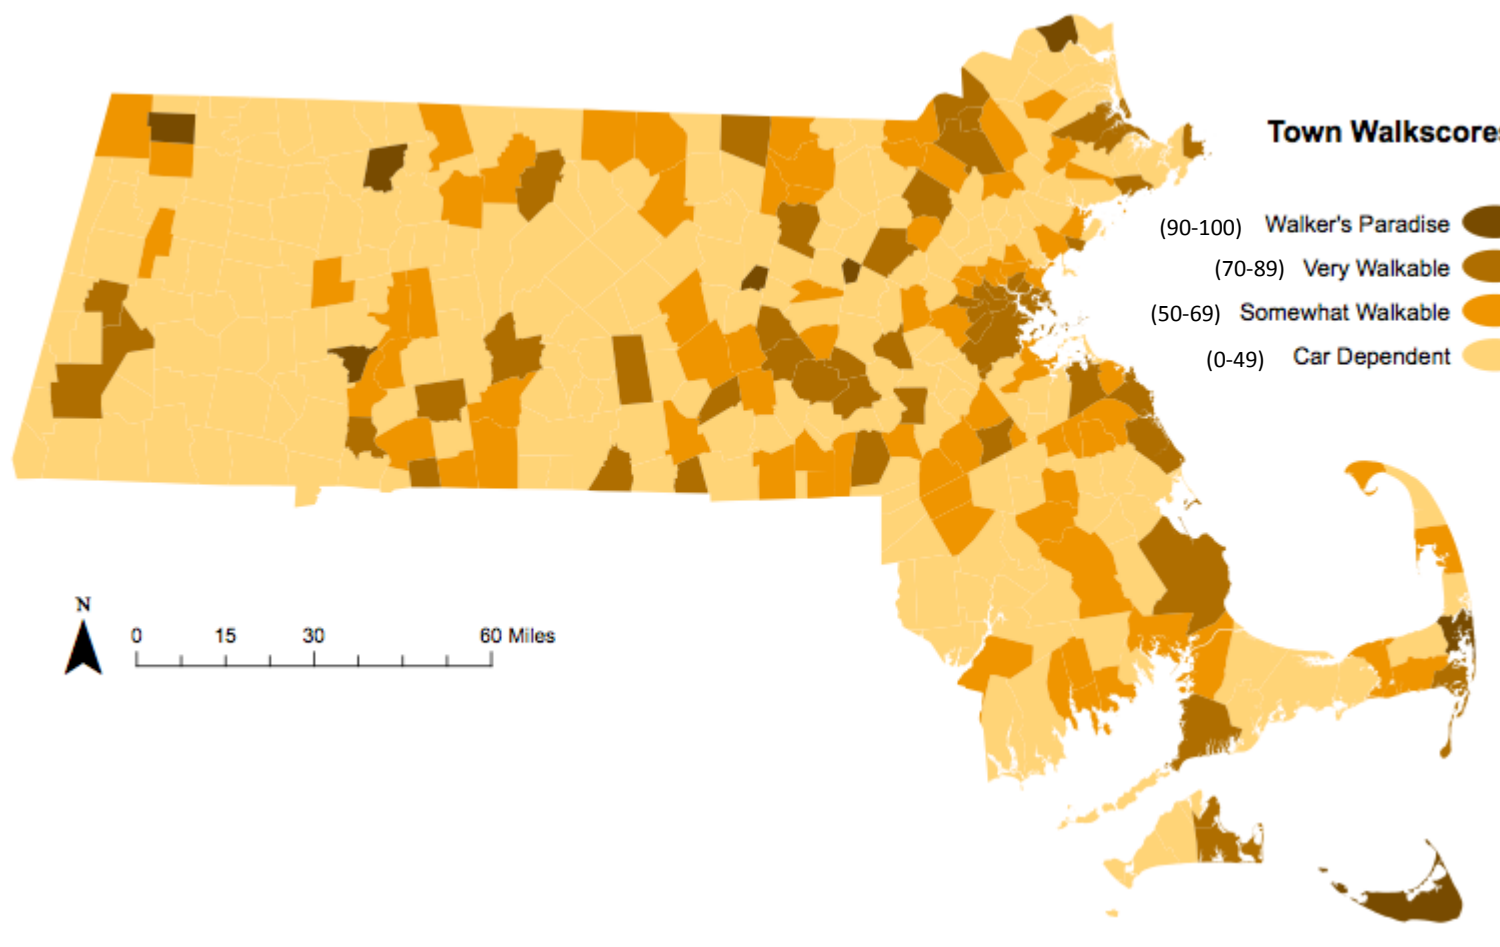 Town Walkscore
(90-100) Walker's Paradise
(70-89) Very Walkable
(50-69) Somewhat Walkable
(0-49) Car Dependent
N
0 15 30 60 Miles